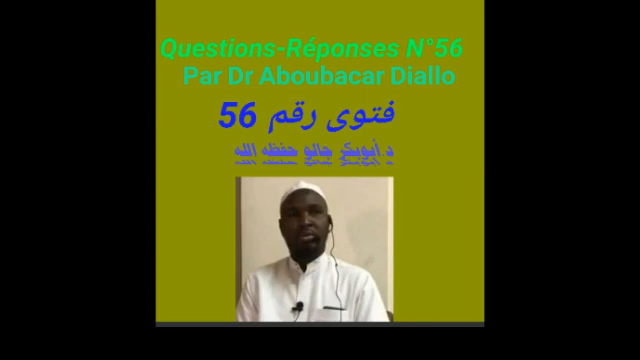 Questions-Réponses N°56
Par Dr Aboubacar Diallo
فتوى رقم 56
د.أبوبكر جالو حفظه الله